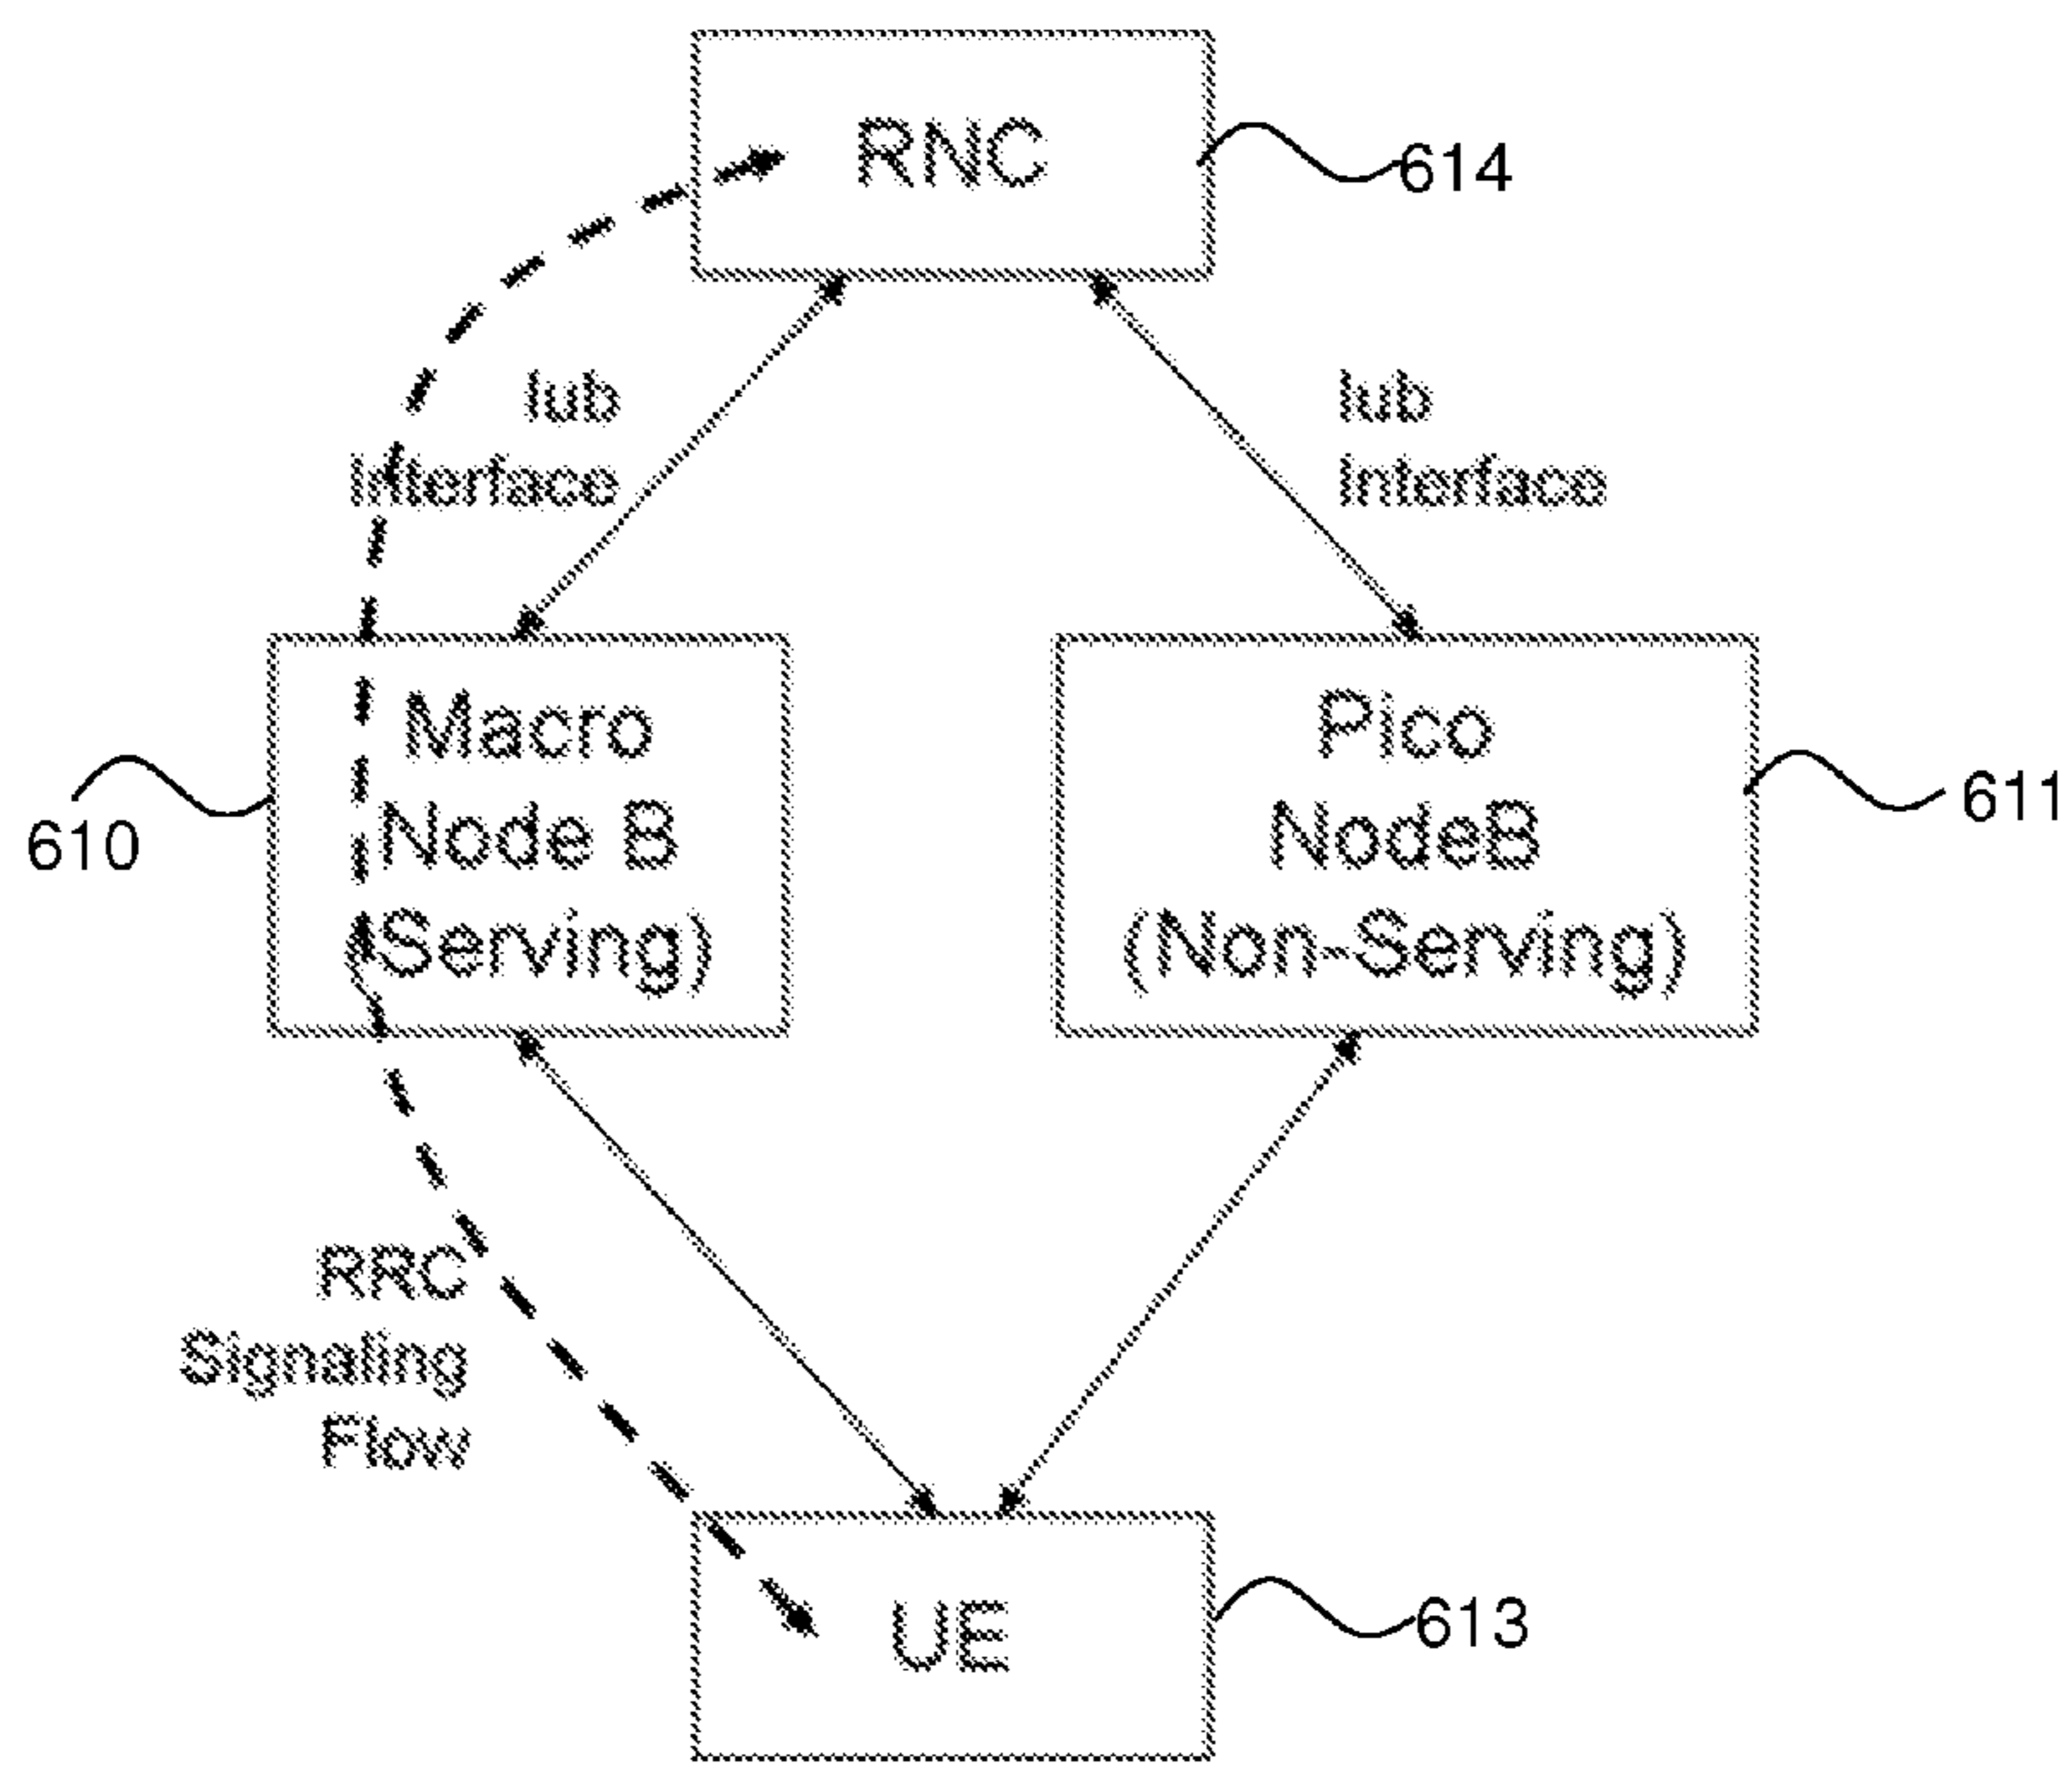 RNC
614
Iub
Interface
Iub
Interface
Macro
Node B
(Serving)
610
Pico
NodeB
(Non-Serving)
611
RRC
Signaling
Flow
UE
613